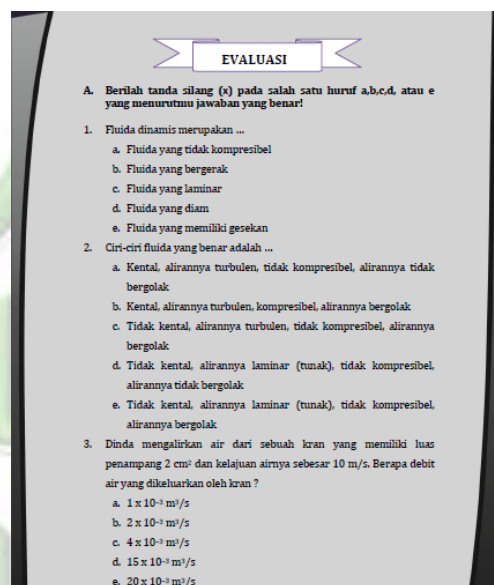 EVALUASI
A. Berilah tanda silang (x) pada salah satu huruf a,b,c,d, atau e
yang menurutmu jawaban yang benar!
1. Fluida dinamis merupakan ...
a. Fluida yang tidak kompresibel
b. Fluida yang bergerak
c. Fluida yang laminar
d. Fluida yang diam
e. Fluida yang memiliki gesekan
2. Ciri-ciri fluida yang benar adalah ...
a. Kental, alirannya turbulen, tidak kompresibel, alirannya tidak
bergolak
b. Kental, alirannya turbulen, kompresibel, alirannya bergolak
c. Tidak kental, alirannya turbulen, tidak kompresibel, alirannya
bergolak
d. Tidak kental, alirannya laminar (tunak), tidak kompresibel,
alirannya tidak bergolak
e. Tidak kental, alirannya laminar (tunak), tidak kompresibel,
alirannya bergolak
3. Dinda mengalirkan air dari sebuah kran yang memiliki luas
penampang 2 cm² dan kelajuan airnya sebesar 10 m/s. Berapa debit
air yang dikeluarkan oleh kran ?
a. 1 x 10⁻³ m³/s
b. 2 x 10⁻³ m³/s
c. 4 x 10⁻³ m³/s
d. 15 x 10⁻³ m³/s
e. 20 x 10⁻³ m³/s